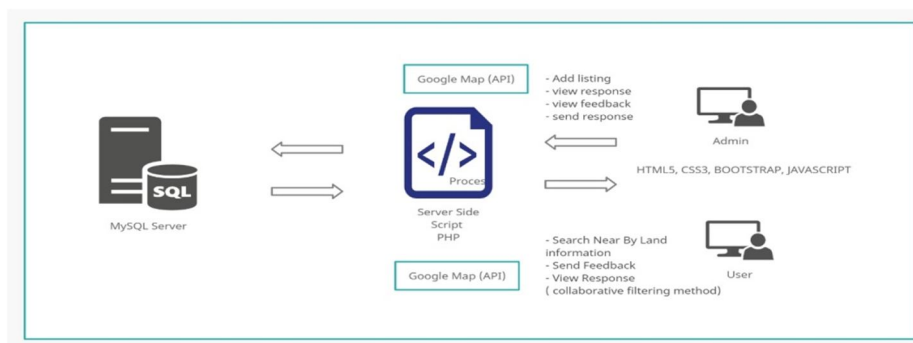 Google Map (API)
- Add listing
- view response
- view feedback
- send response
Admin
HTML5, CSS3, BOOTSTRAP, JAVASCRIPT
</>
Proces
SQL
MySQL Server
Server Side
Script
PHP
Google Map (API)
- Search Near By Land
information
- Send Feedback
- View Response
( collaborative filtering method)
User